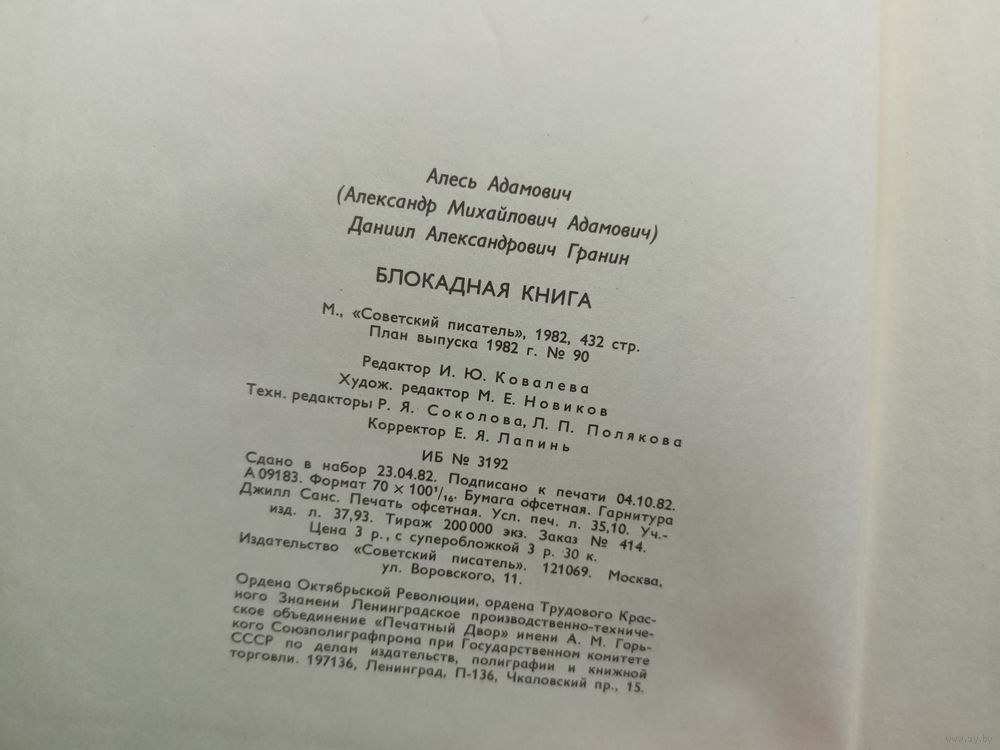 Алесь Адамович
(Александр Михайлович Адамович)
Даниил Александрович Гранин
БЛОКАДНАЯ КНИГА
М., «Советский писатель», 1982, 432 стр.
План выпуска 1982 г. № 90
Редактор И. Ю. Ковалева
Худож. редактор М. Е. Новиков
Техн. редакторы Р. Я. Соколова, Л. П. Полякова
Корректор Е. Я. Лапинь
ИБ № 3192
Сдано в набор 23.04.82. Подписано к печати 04.10.82.
А 09183. Формат 70 × 100¹/₁₆. Бумага офсетная. Гарнитура
Джилл Санс. Печать офсетная. Усл. печ. л. 35,10. Уч.-
изд. л. 37,93. Тираж 200 000 экз. Заказ № 414.
Цена 3 р., с суперобложкой 3 р. 30 к.
Издательство «Советский писатель». 121069. Москва,
ул. Воровского, 11.
Ордена Октябрьской Революции, ордена Трудового Крас-
ного Знамени Ленинградское производственно-техниче-
ское объединение «Печатный Двор» имени А. М. Горь-
кого Союзполиграфпрома при Государственном комитете
СССР по делам издательств, полиграфии и книжной
торговли. 197136, Ленинград, П-136, Чкаловский пр., 15.
www.ay.by